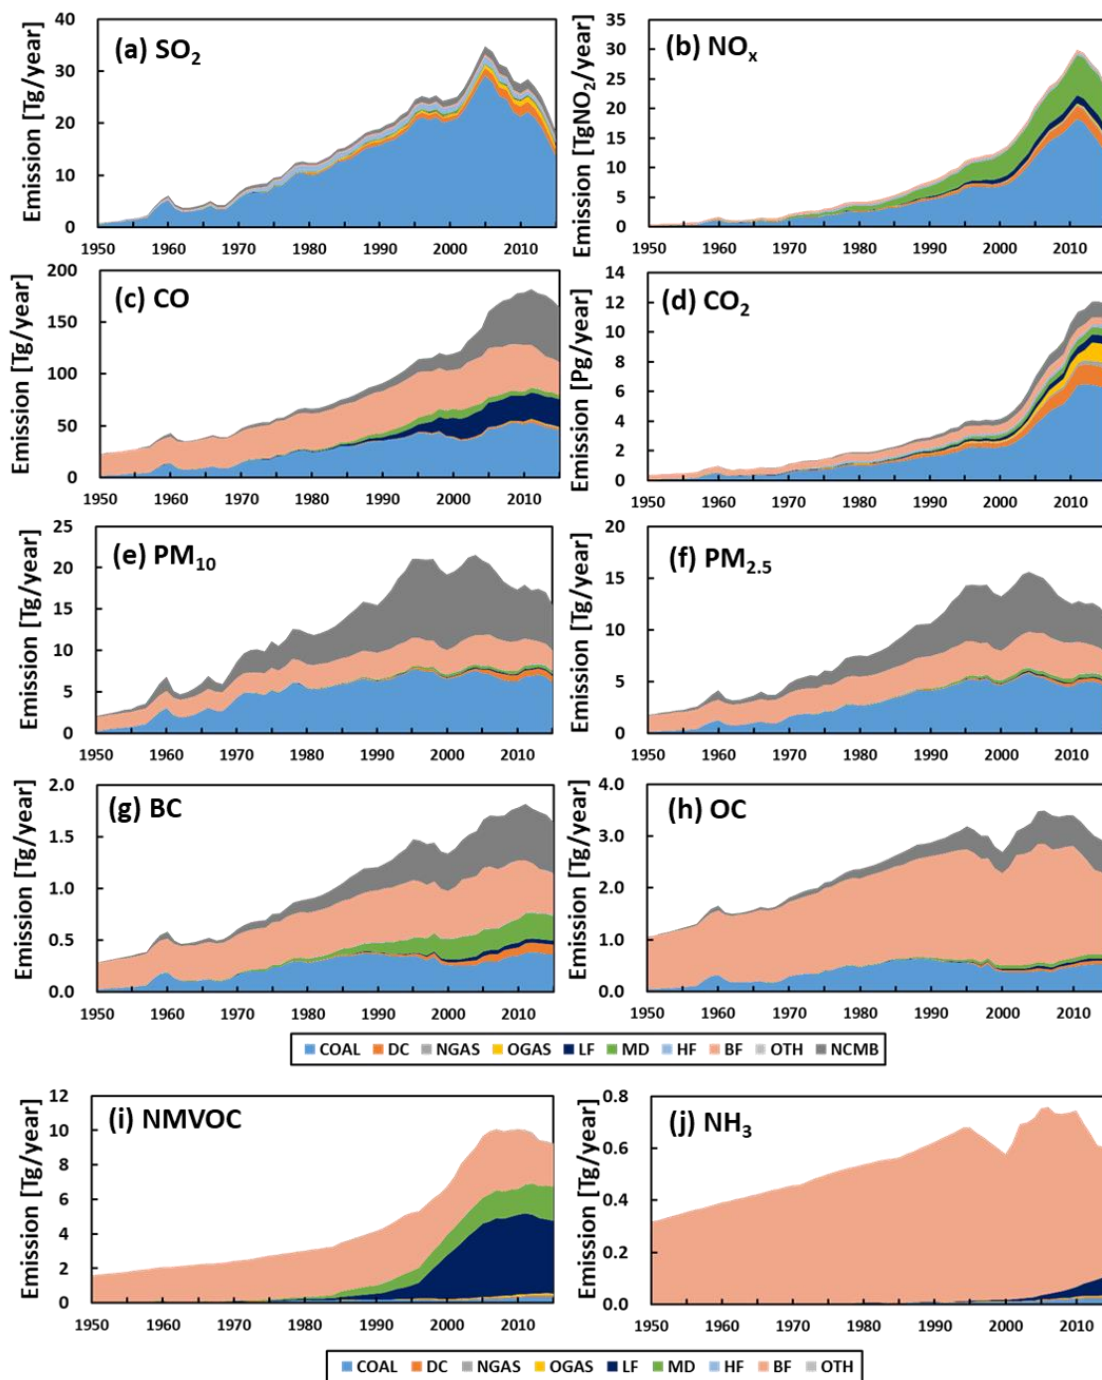 (a) SO2
Emission [Tg/year]
40
30
20
10
0
1950 1960 1970 1980 1990 2000 2010
(b) NOx
Emission [TgNO2/year]
35
30
25
20
15
10
5
0
1950 1960 1970 1980 1990 2000 2010
(c) CO
Emission [Tg/year]
200
150
100
50
0
1950 1960 1970 1980 1990 2000 2010
(d) CO2
Emission [Pg/year]
14
12
10
8
6
4
2
0
1950 1960 1970 1980 1990 2000 2010
(e) PM10
Emission [Tg/year]
25
20
15
10
5
0
1950 1960 1970 1980 1990 2000 2010
(f) PM2.5
Emission [Tg/year]
20
15
10
5
0
1950 1960 1970 1980 1990 2000 2010
(g) BC
Emission [Tg/year]
2.0
1.5
1.0
0.5
0.0
1950 1960 1970 1980 1990 2000 2010
(h) OC
Emission [Tg/year]
4.0
3.0
2.0
1.0
0.0
1950 1960 1970 1980 1990 2000 2010
COAL DC NGAS OGAS LF MD HF BF OTH NCMB
(i) NMVOC
Emission [Tg/year]
12
10
8
6
4
2
0
1950 1960 1970 1980 1990 2000 2010
(j) NH3
Emission [Tg/year]
0.8
0.6
0.4
0.2
0.0
1950 1960 1970 1980 1990 2000 2010
COAL DC NGAS OGAS LF MD HF BF OTH